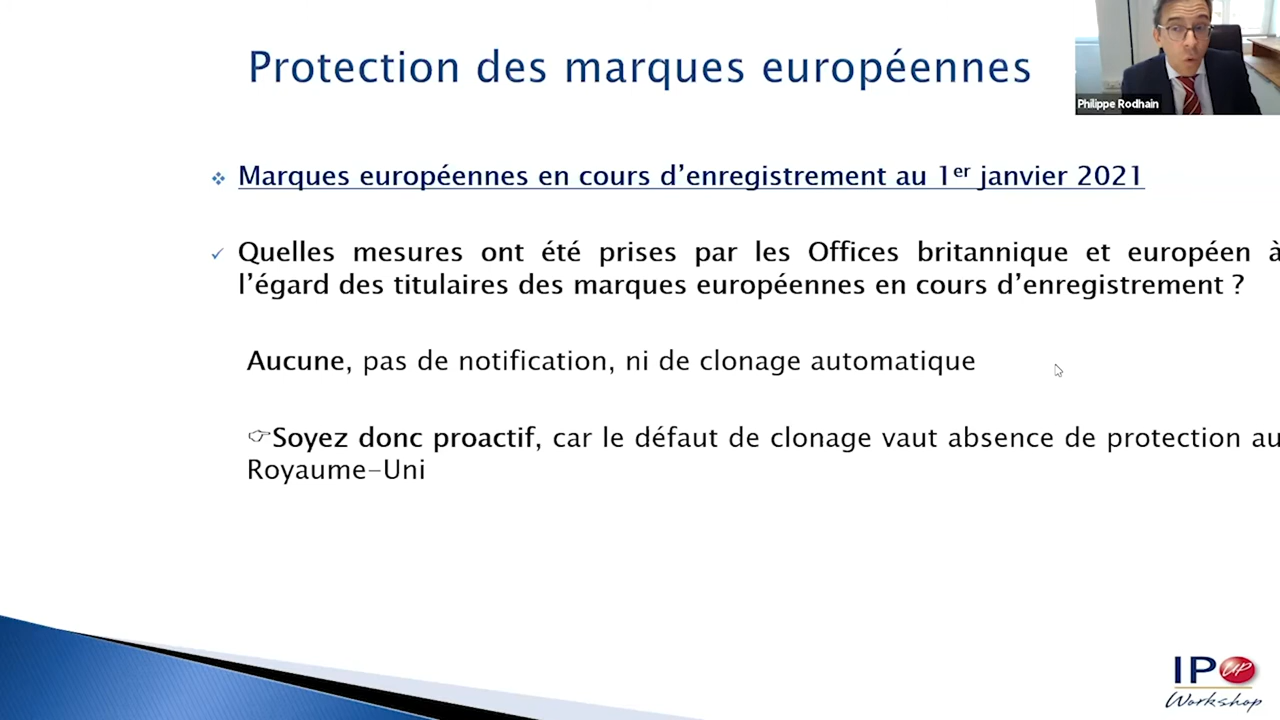 Protection des marques européennes
Philippe Rodhain
❖ Marques européennes en cours d’enregistrement au 1er janvier 2021
✓ Quelles mesures ont été prises par les Offices britannique et européen à
l’égard des titulaires des marques européennes en cours d’enregistrement ?
Aucune, pas de notification, ni de clonage automatique
☞Soyez donc proactif, car le défaut de clonage vaut absence de protection au
Royaume-Uni
IP UP
Workshop